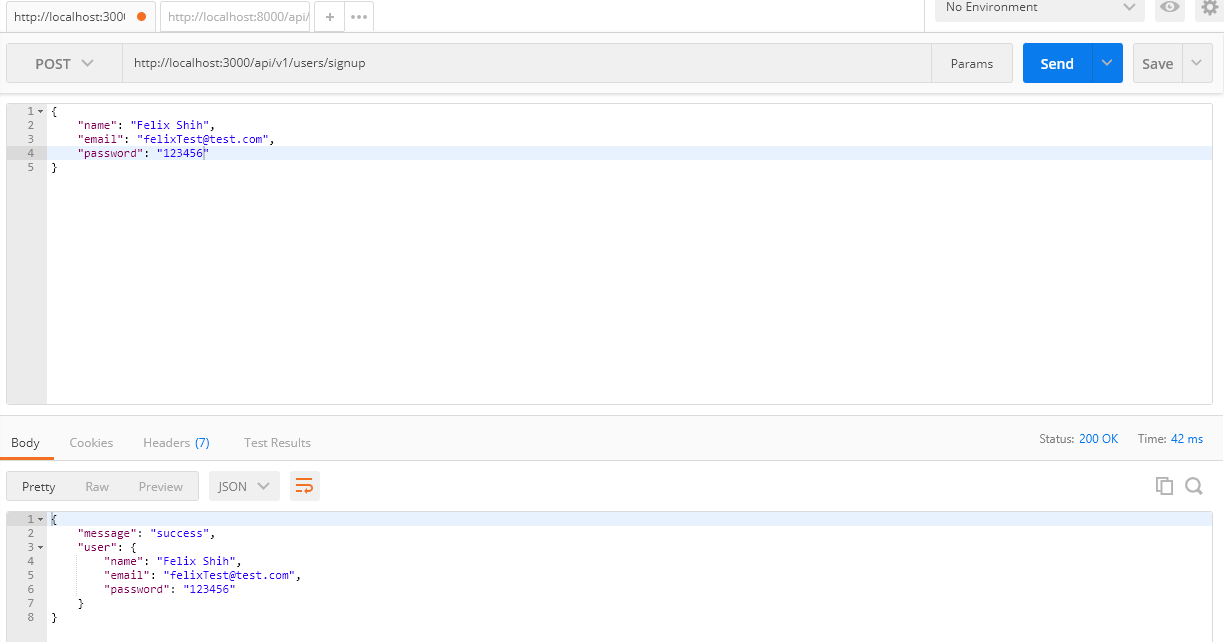 http://localhost:300 http://localhost:8000/api/ + ••• No Environment
POST http://localhost:3000/api/v1/users/signup Params Send Save
1 {
2 "name": "Felix Shih",
3 "email": "felixTest@test.com",
4 "password": "123456"
5 }
Body Cookies Headers (7) Test Results Status: 200 OK Time: 42 ms
Pretty Raw Preview JSON
1 {
2 "message": "success",
3 "user": {
4 "name": "Felix Shih",
5 "email": "felixTest@test.com",
6 "password": "123456"
7 }
8 }